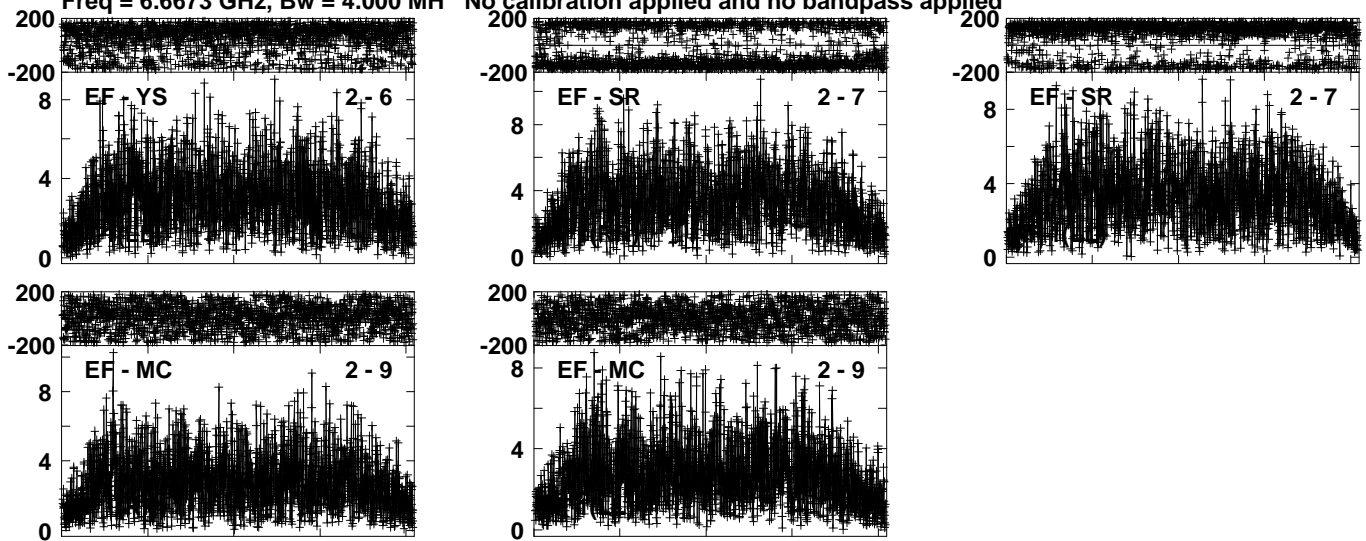 Freq = 6.6673 GHz, Bw = 4.000 MH No calibration applied and no bandpass applied
200 200 200
-200 -200 -200
EF - YS 2 - 6 EF - SR 2 - 7 EF - SR 2 - 7
8 8 8
4 4 4
0 0 0
200 200
-200 -200
EF - MC 2 - 9 EF - MC 2 - 9
8 8
4 4
0 0